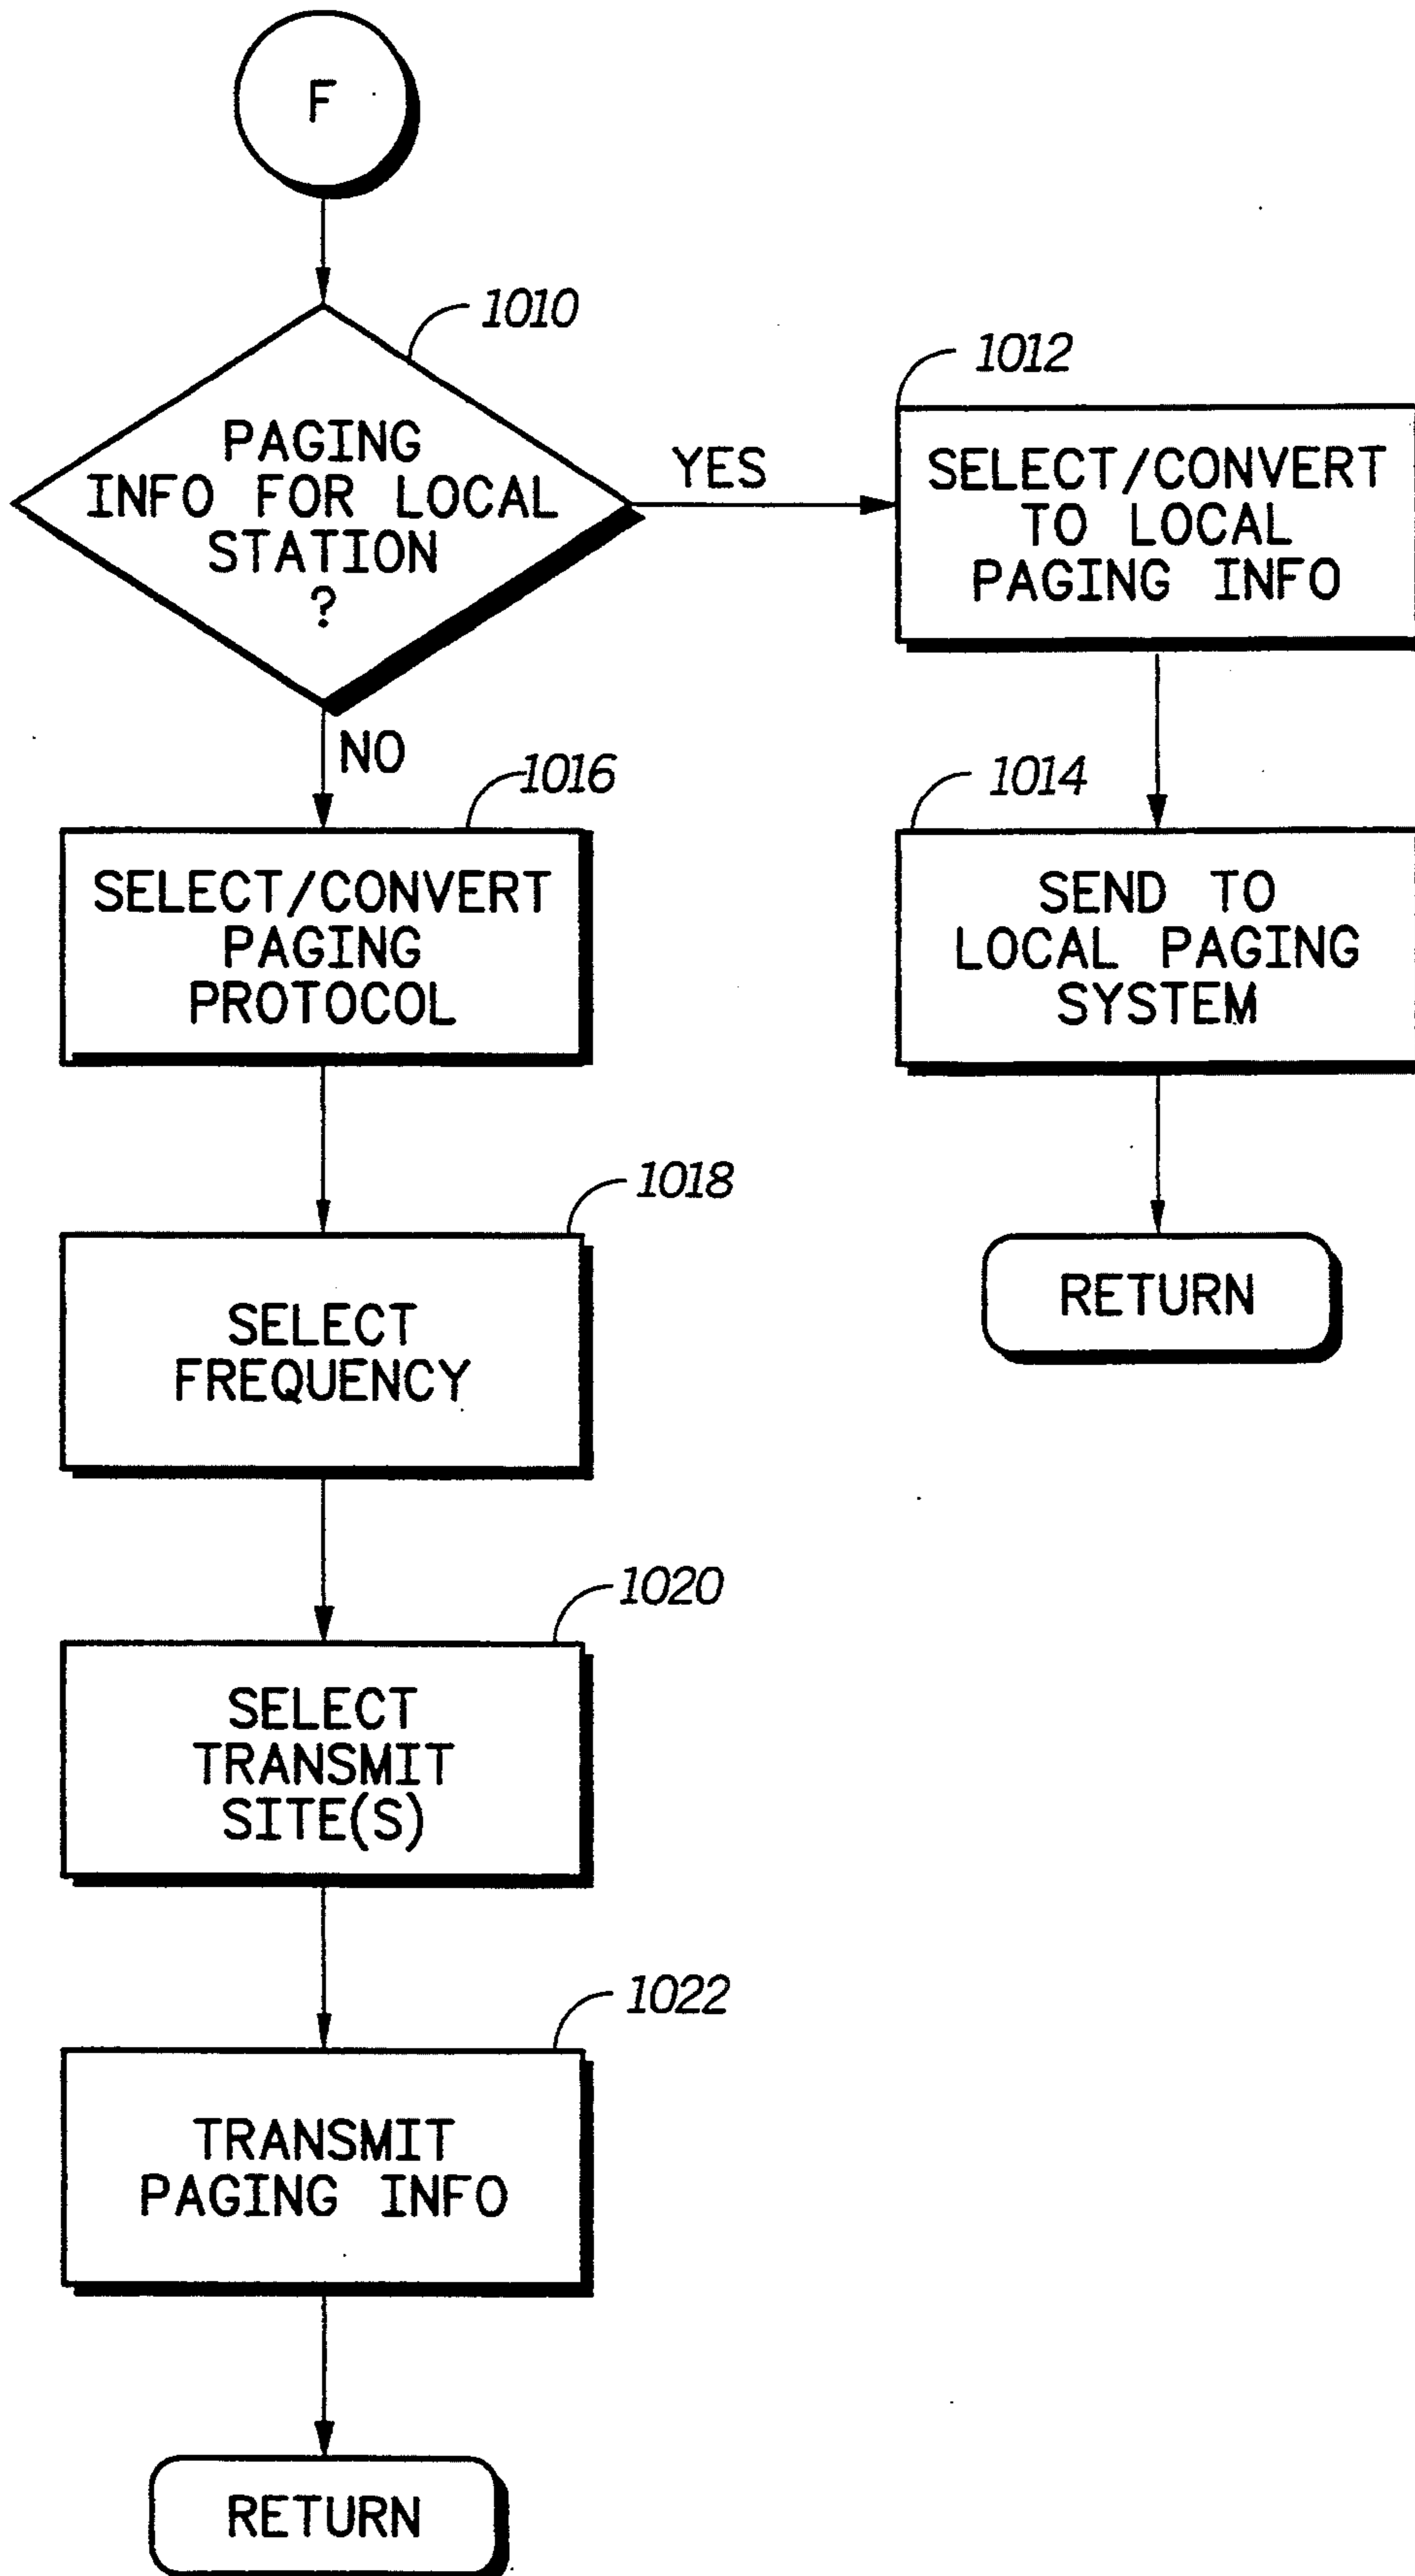 F
1010
PAGING
INFO FOR LOCAL
STATION
?
YES
1012
SELECT/CONVERT
TO LOCAL
PAGING INFO
NO
1014
SEND TO
LOCAL PAGING
SYSTEM
RETURN
1016
SELECT/CONVERT
PAGING
PROTOCOL
1018
SELECT
FREQUENCY
1020
SELECT
TRANSMIT
SITE(S)
1022
TRANSMIT
PAGING INFO
RETURN